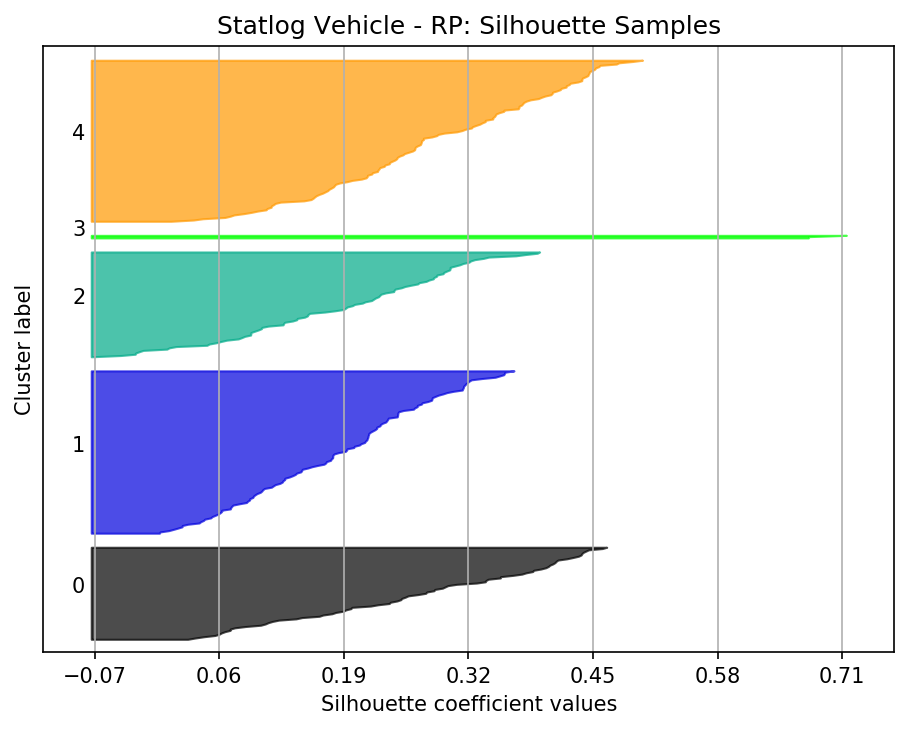 Statlog Vehicle - RP: Silhouette Samples
4
3
2
1
0
Cluster label
−0.07 0.06 0.19 0.32 0.45 0.58 0.71
Silhouette coefficient values